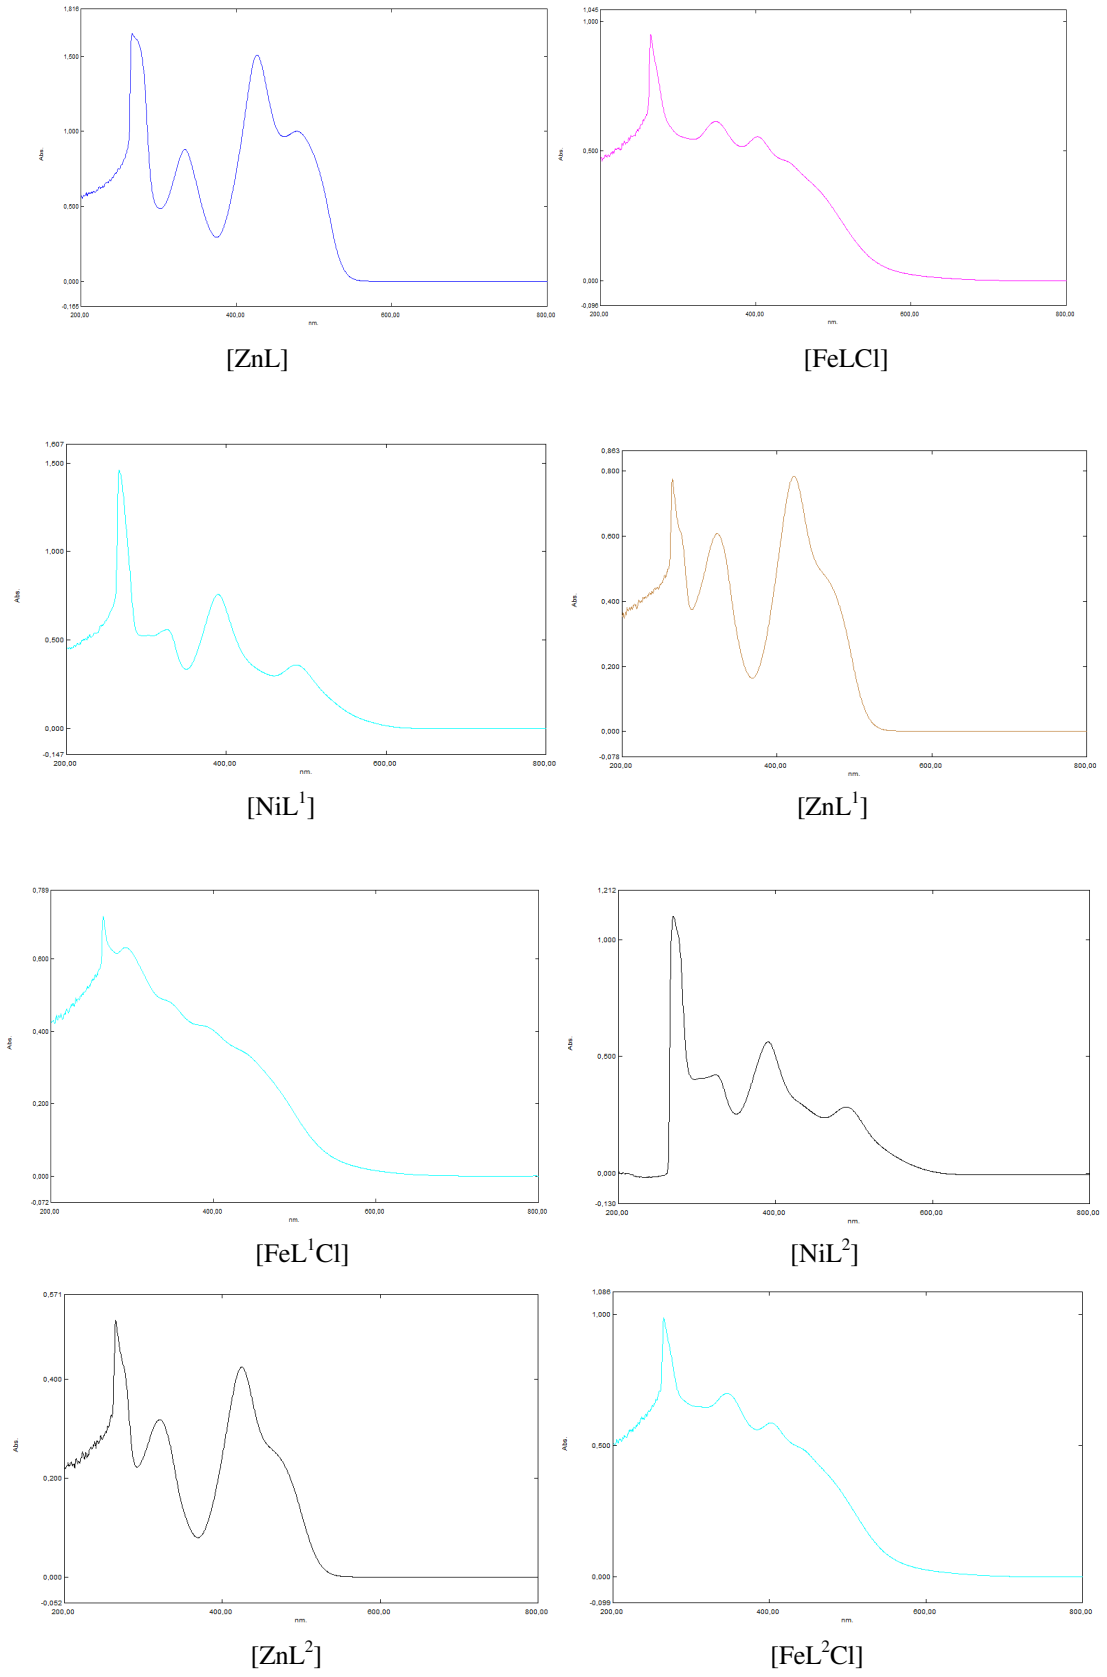 1,816
1,500
1,000
0,500
0,000
-0,165
Abs.
200,00 400,00 600,00 800,00
nm.
[ZnL]
1,045
1,000
0,500
0,000
-0,096
Abs.
200,00 400,00 600,00 800,00
nm.
[FeLCl]
1,607
1,500
1,000
0,500
0,000
-0,147
Abs.
200,00 400,00 600,00 800,00
nm.
[NiL¹]
0,863
0,800
0,600
0,400
0,200
0,000
-0,078
Abs.
200,00 400,00 600,00 800,00
nm.
[ZnL¹]
0,789
0,600
0,400
0,200
0,000
-0,072
Abs.
200,00 400,00 600,00 800,00
nm.
[FeL¹Cl]
1,212
1,000
0,500
0,000
-0,130
Abs.
200,00 400,00 600,00 800,00
nm.
[NiL²]
0,571
0,400
0,200
0,000
-0,052
Abs.
200,00 400,00 600,00 800,00
nm.
[ZnL²]
1,086
1,000
0,500
0,000
-0,099
Abs.
200,00 400,00 600,00 800,00
nm.
[FeL²Cl]